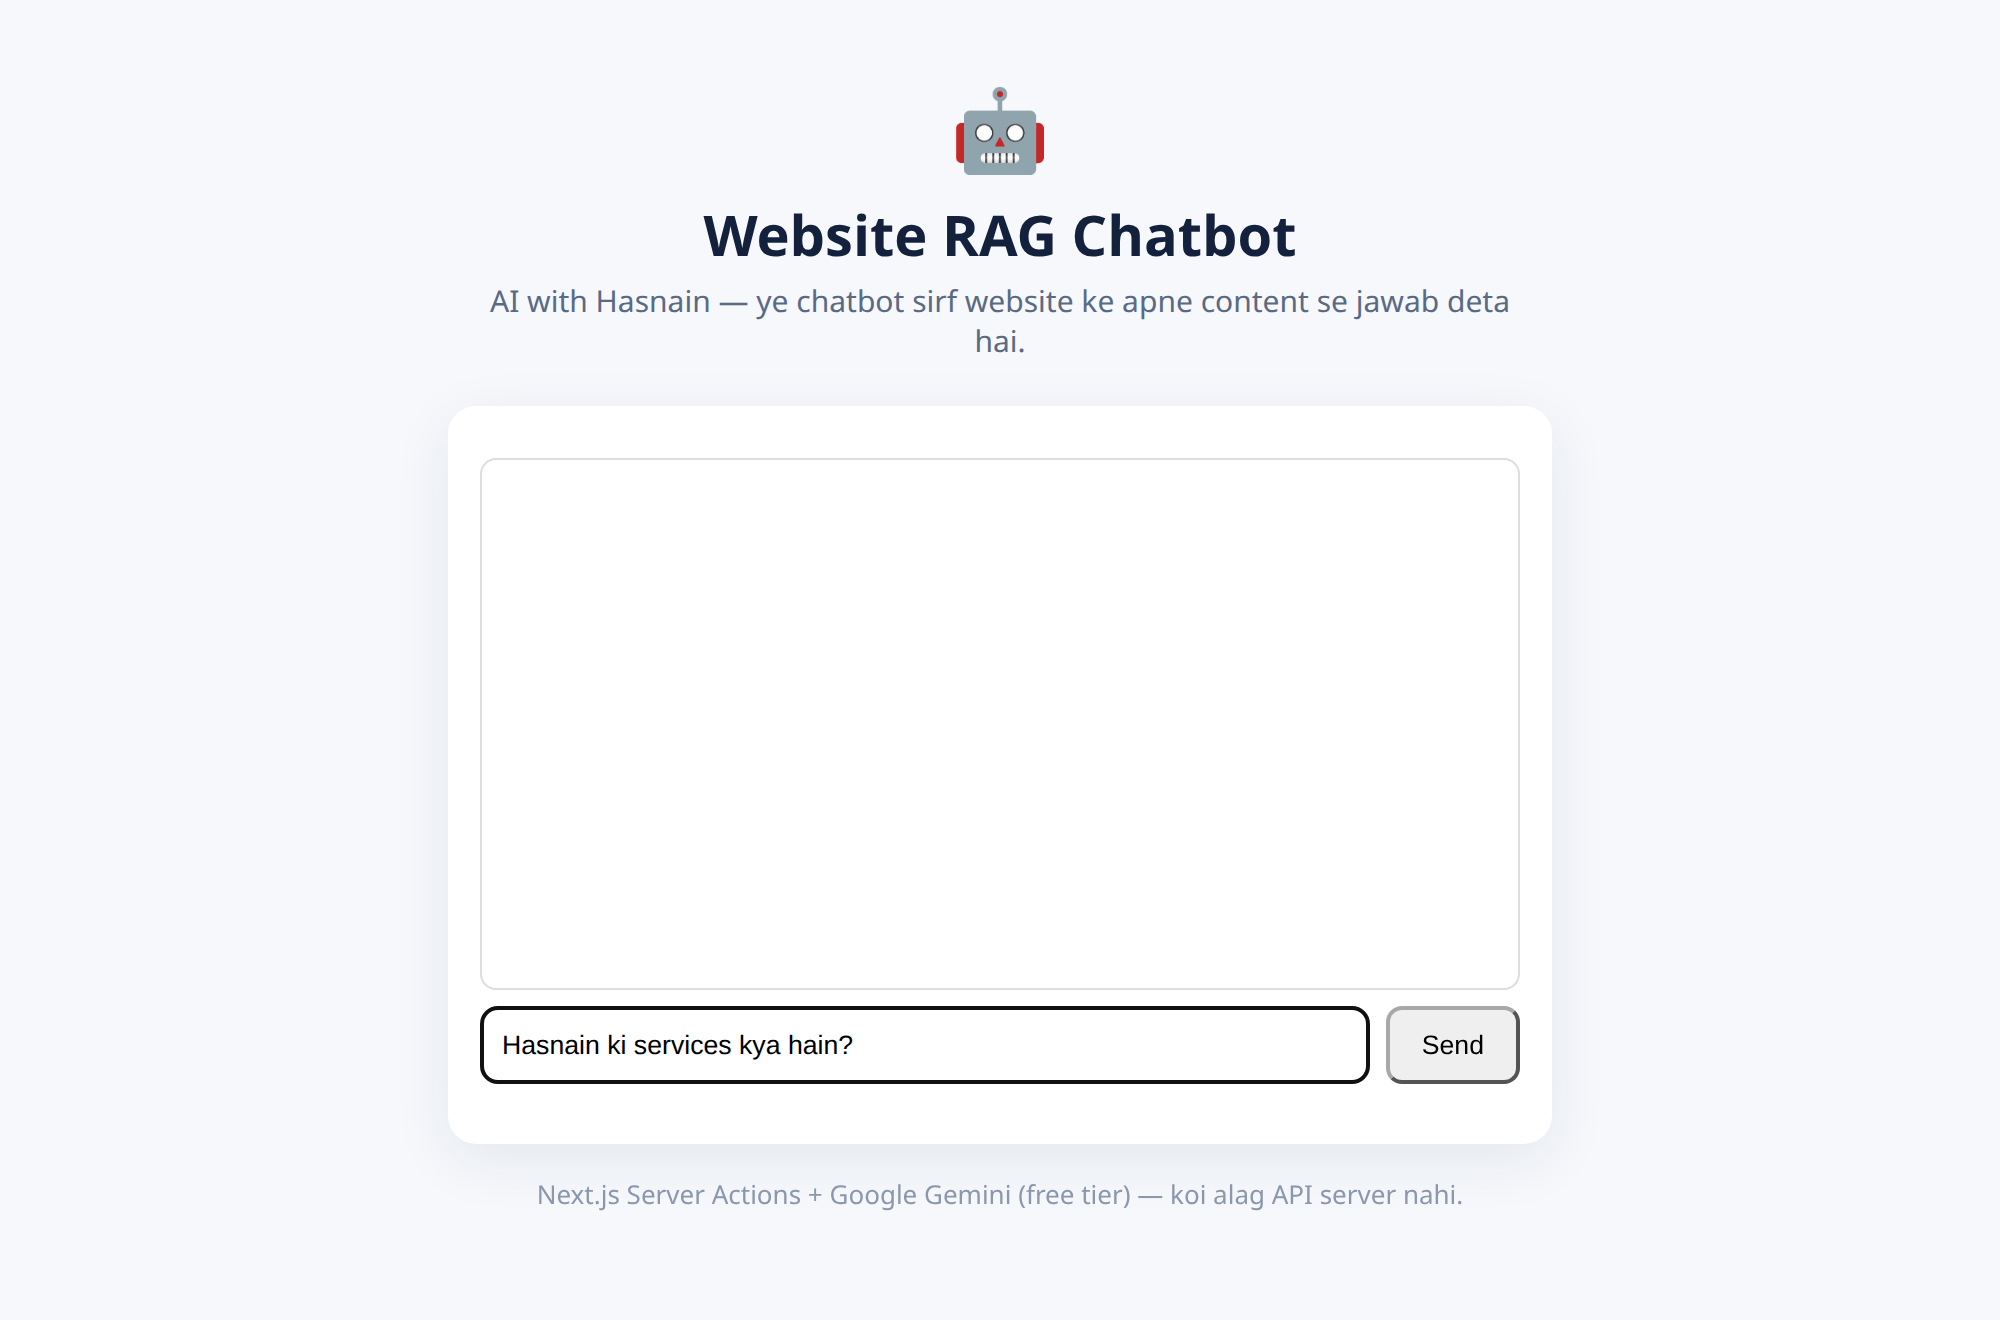 Website RAG Chatbot
AI with Hasnain — ye chatbot sirf website ke apne content se jawab deta
hai.
Hasnain ki services kya hain?
Send
Next.js Server Actions + Google Gemini (free tier) — koi alag API server nahi.